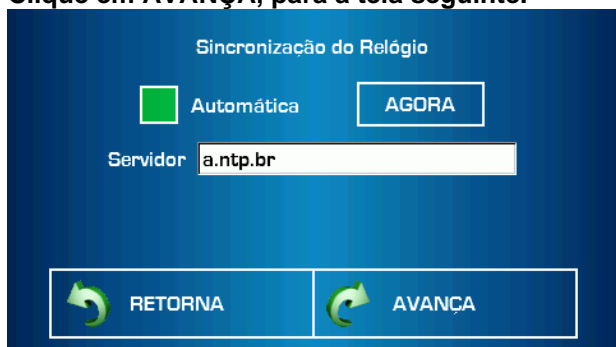 Clique em AVANÇA, para a tela seguinte.
Sincronização do Relógio
Automática AGORA
Servidor a.ntp.br
RETORNA AVANÇA